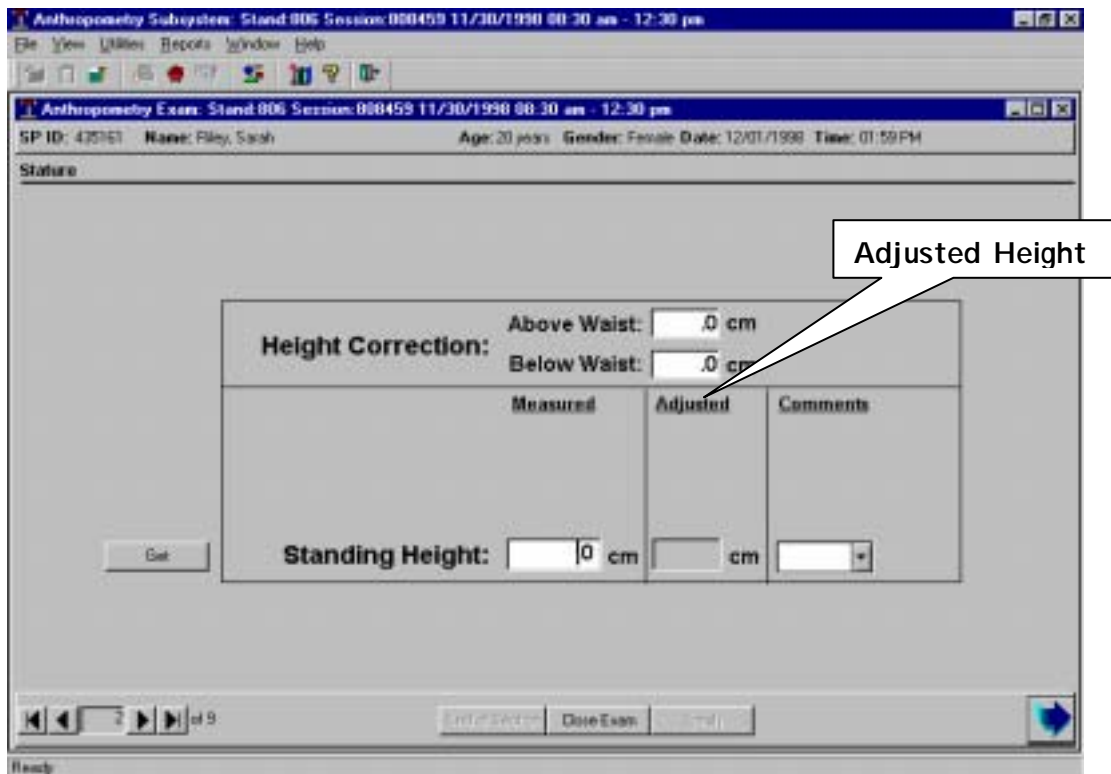 Anthropometry Subsystem: Stand:806 Session:808459 11/30/1998 08:30 am - 12:30 pm
File View Utilities Reports Window Help
Anthropometry Exam: Stand:806 Session:808459 11/30/1998 08:30 am - 12:30 pm
SP ID: 435161 Name: Riley, Sarah Age: 20 years Gender: Female Date: 12/01/1998 Time: 01:59 PM
Stature
Adjusted Height
Above Waist: .0 cm
Height Correction:
Below Waist: .0 cm
Measured Adjusted Comments
Get Standing Height: 0 cm cm
2 of 9 Close Exam
Ready